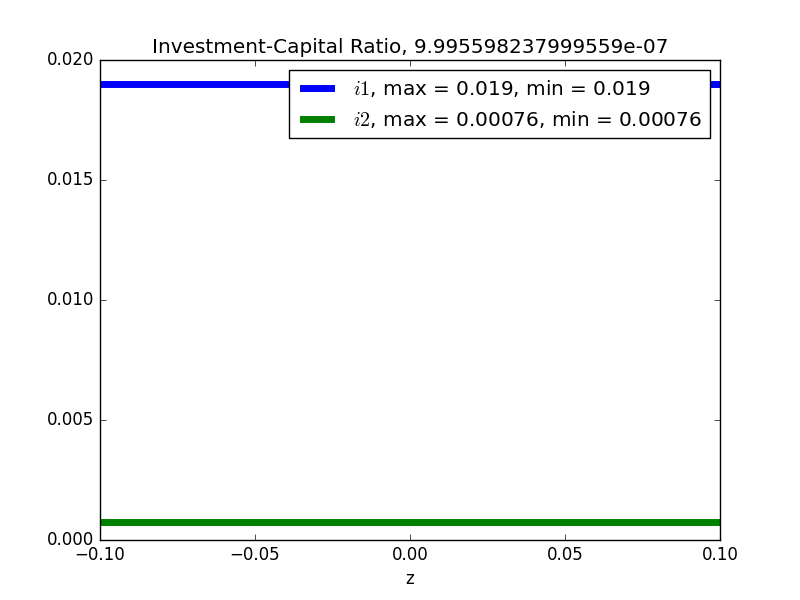 Investment-Capital Ratio, 9.995598237999559e-07
0.020
i1, max = 0.019, min = 0.019
i2, max = 0.00076, min = 0.00076
0.015
0.010
0.005
0.000
−0.10 −0.05 0.00 0.05 0.10
z